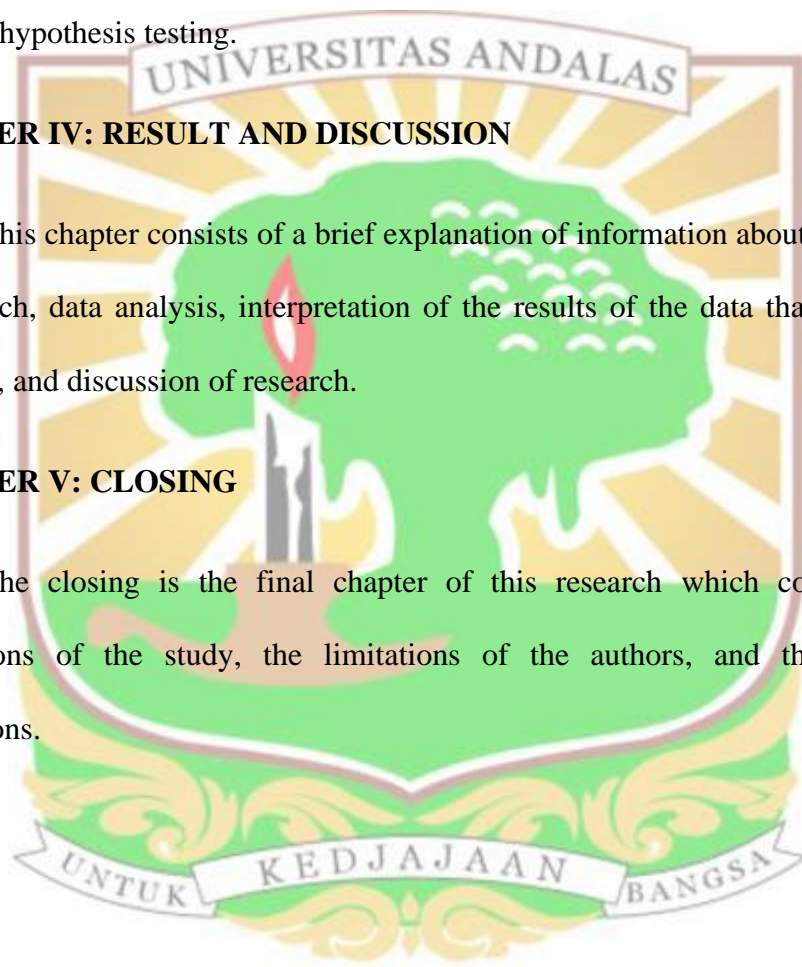 hypothesis testing.
UNIVERSITAS ANDALAS
ER IV: RESULT AND DISCUSSION
his chapter consists of a brief explanation of information about
ch, data analysis, interpretation of the results of the data tha
, and discussion of research.
ER V: CLOSING
he closing is the final chapter of this research which co
ons of the study, the limitations of the authors, and th
ons.
UNTUK KEDJAJAAN BANGSA